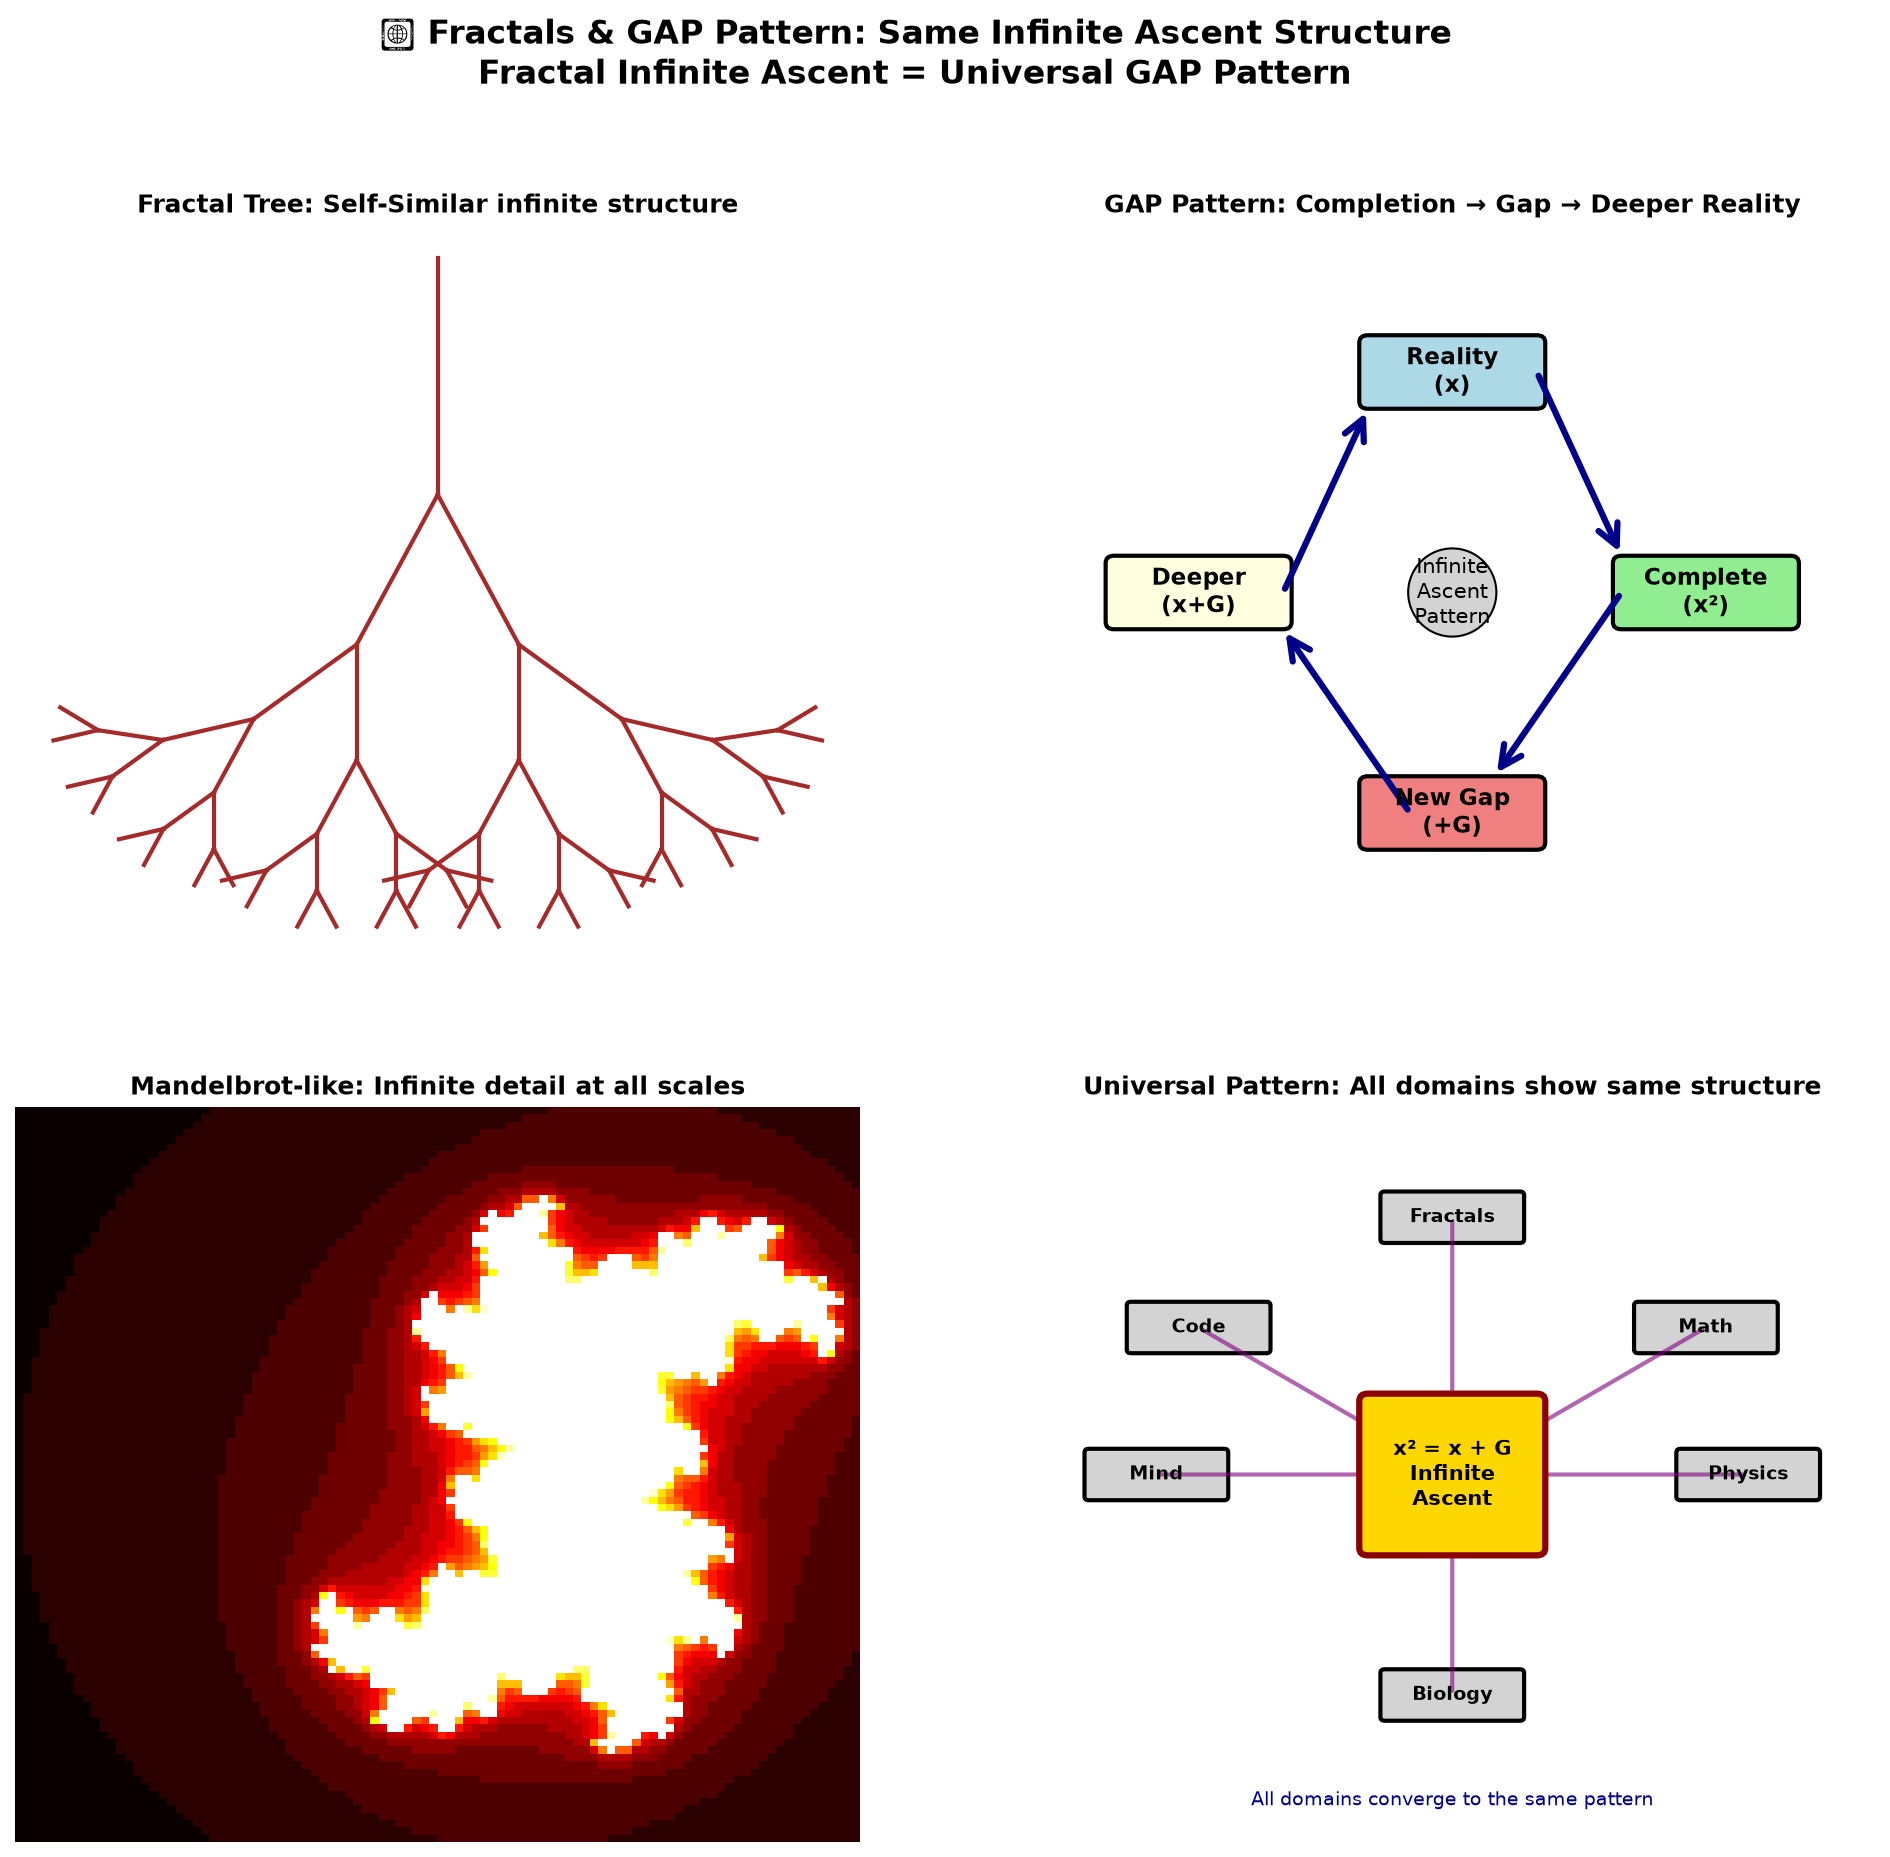 Fractals & GAP Pattern: Same Infinite Ascent Structure
Fractal Infinite Ascent = Universal GAP Pattern
Fractal Tree: Self-Similar infinite structure
GAP Pattern: Completion → Gap → Deeper Reality
Reality
(x)
Deeper
(x+G)
Infinite
Ascent
Pattern
Complete
(x²)
New Gap
(+G)
Mandelbrot-like: Infinite detail at all scales
Universal Pattern: All domains show same structure
Fractals
Code
Math
Mind
x² = x + G
Infinite
Ascent
Physics
Biology
All domains converge to the same pattern